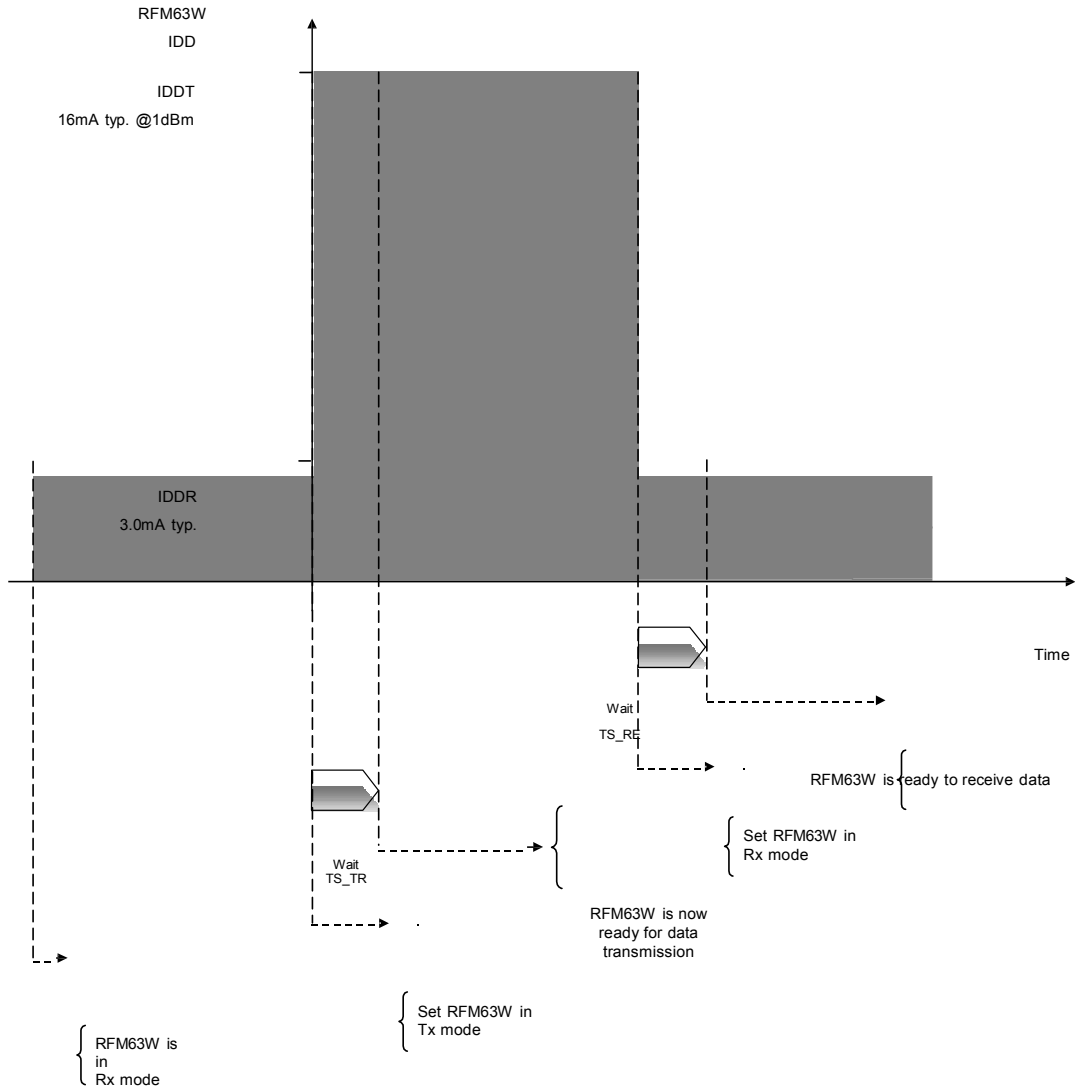 RFM63W
IDD
IDDT
16mA typ. @1dBm
IDDR
3.0mA typ.
Time
Wait
TS_RE
RFM63W is ready to receive data
Set RFM63W in
Rx mode
Wait
TS_TR
RFM63W is now
ready for data
transmission
Set RFM63W in
Tx mode
RFM63W is
in
Rx mode